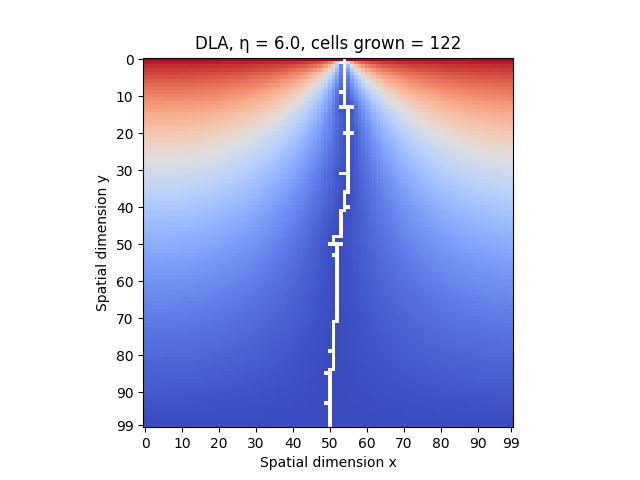 DLA, η = 6.0, cells grown = 122
0
10
20
30
40
50
60
70
80
90
99
Spatial dimension y
0 10 20 30 40 50 60 70 80 90 99
Spatial dimension x